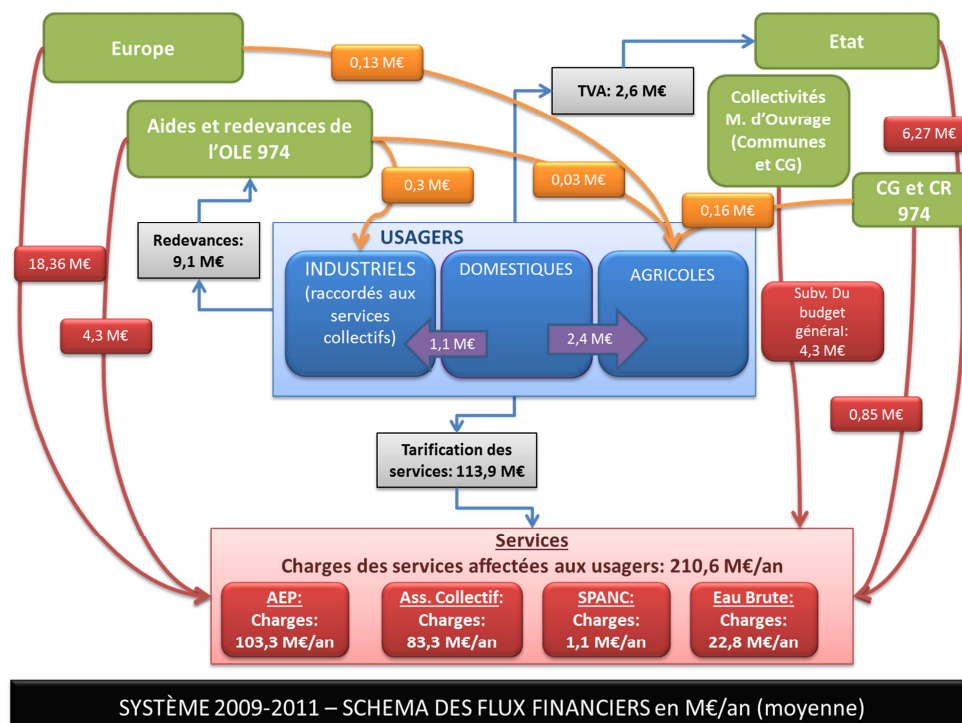 Europe
0,13 M€
TVA: 2,6 M€
Etat
Collectivités
M. d'Ouvrage
(Communes
et CG)
Aides et redevances de
l'OLE 974
6,27 M€
0,3 M€
0,03 M€
0,16 M€
CG et CR
974
Redevances:
9,1 M€
18,36 M€
4,3 M€
USAGERS
INDUSTRIELS
(raccordés aux
services
collectifs)
DOMESTIQUES
AGRICOLES
1,1 M€
2,4 M€
Subv. Du
budget
général:
4,3 M€
0,85 M€
Tarification des
services: 113,9 M€
Services
Charges des services affectées aux usagers: 210,6 M€/an
AEP:
Charges:
103,3 M€/an
Ass. Collectif:
Charges:
83,3 M€/an
SPANC:
Charges:
1,1 M€/an
Eau Brute:
Charges:
22,8 M€/an
SYSTÈME 2009-2011 – SCHEMA DES FLUX FINANCIERS en M€/an (moyenne)